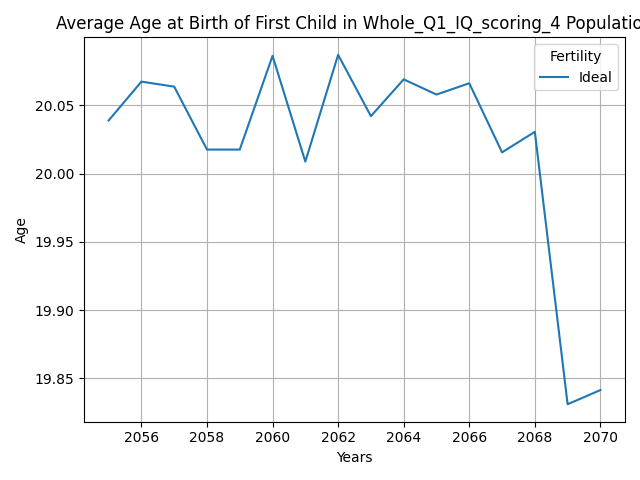 Average Age at Birth of First Child in Whole_Q1_IQ_scoring_4 Populatio
Fertility
Ideal
20.05
20.00
19.95
19.90
19.85
Age
2056 2058 2060 2062 2064 2066 2068 2070
Years